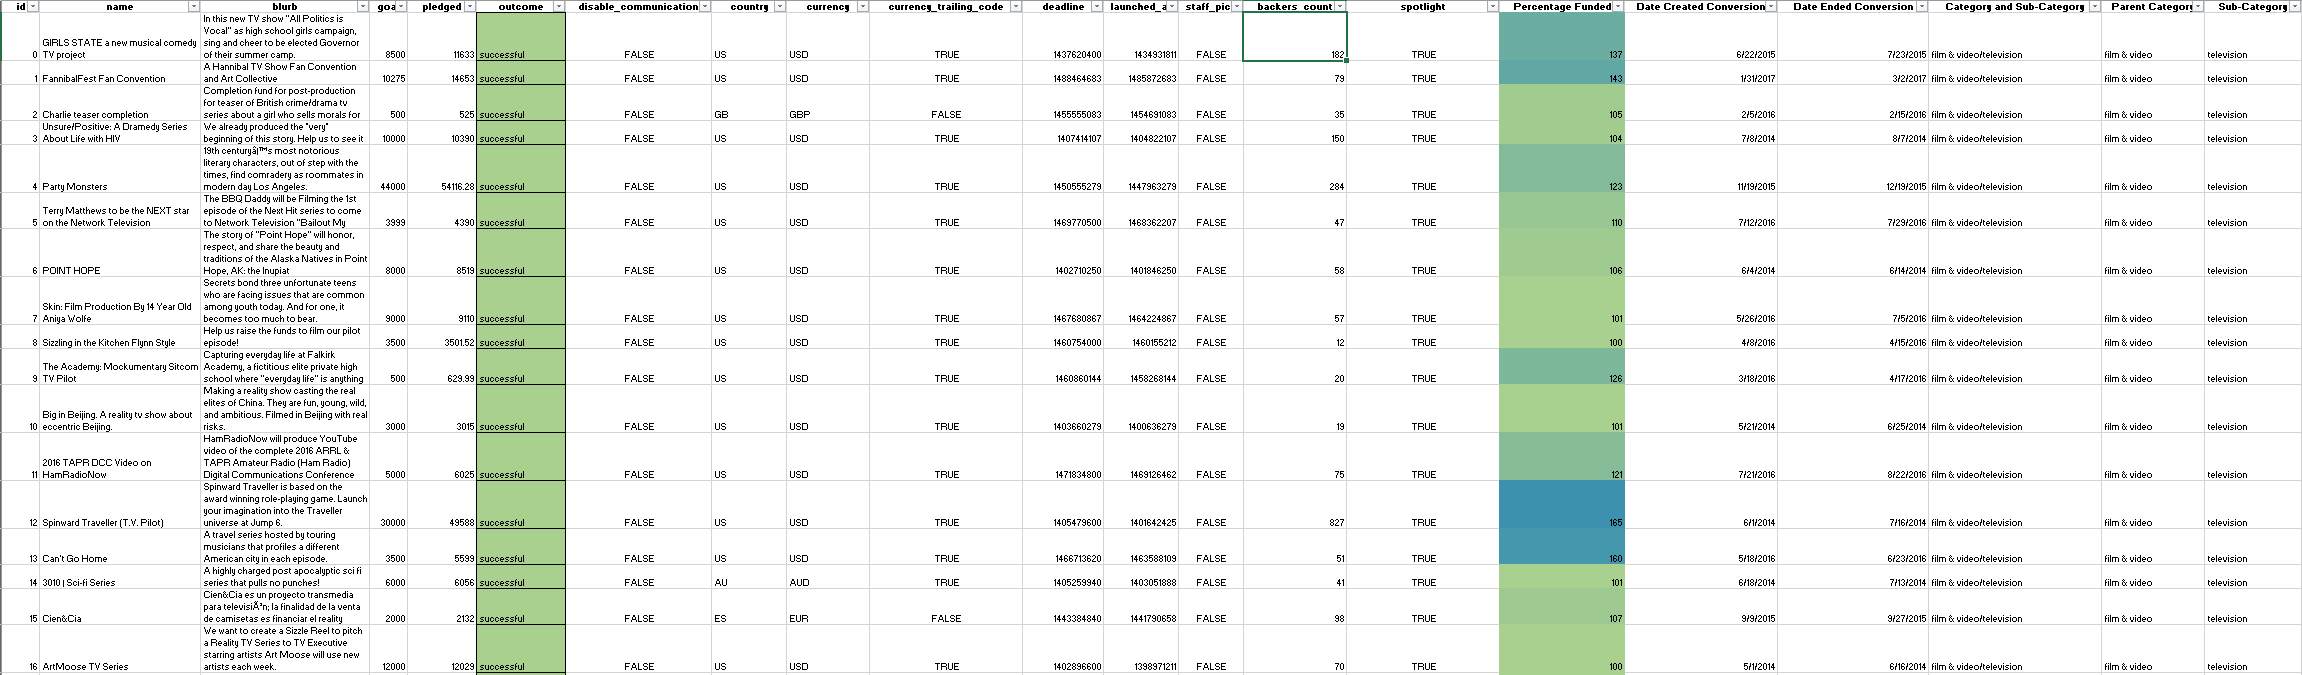 id name blurb goa pledged outcome disable_communication country currency currency_trailing_code deadline launched_a staff_pic backers_count spotlight Percentage Funded Date Created Conversion Date Ended Conversion Category and Sub-Category Parent Category Sub-Category
In this new TV show "All Politics is
Vocal" as high school girls campaign,
sing and cheer to be elected Governor
GIRLS STATE a new musical comedy of their summer camp.
0 TV project 8500 11633 successful FALSE US USD TRUE 1437620400 1434931811 FALSE 182 TRUE 137 6/22/2015 7/23/2015 film & video/television film & video television
A Hannibal TV Show Fan Convention
1 FannibalFest Fan Convention and Art Collective 10275 14653 successful FALSE US USD TRUE 1488464683 1485872683 FALSE 79 TRUE 143 1/31/2017 3/2/2017 film & video/television film & video television
Completion fund for post-production
for teaser of British crime/drama tv
2 Charlie teaser completion series about a girl who sells morals for 500 525 successful FALSE GB GBP FALSE 1455555083 1454691083 FALSE 35 TRUE 105 2/5/2016 2/15/2016 film & video/television film & video television
Unsure/Positive: A Dramedy Series We already produced the "very"
3 About Life with HIV beginning of this story. Help us to see it 10000 10390 successful FALSE US USD TRUE 1407414107 1404822107 FALSE 150 TRUE 104 7/8/2014 8/7/2014 film & video/television film & video television
19th centuryâ¦™s most notorious
literary characters, out of step with the
times, find comradery as roommates in
4 Party Monsters modern day Los Angeles. 44000 54116.28 successful FALSE US USD TRUE 1450555279 1447963279 FALSE 284 TRUE 123 11/19/2015 12/19/2015 film & video/television film & video television
The BBQ Daddy will be Filming the 1st
Terry Matthews to be the NEXT star episode of the Next Hit series to come
5 on the Network Television to Network Television "Bailout My 3999 4390 successful FALSE US USD TRUE 1469770500 1468362207 FALSE 47 TRUE 110 7/12/2016 7/29/2016 film & video/television film & video television
The story of "Point Hope" will honor,
respect, and share the beauty and
traditions of the Alaska Natives in Point
6 POINT HOPE Hope, AK: the Inupiat 8000 8519 successful FALSE US USD TRUE 1402710250 1401846250 FALSE 58 TRUE 106 6/4/2014 6/14/2014 film & video/television film & video television
Secrets bond three unfortunate teens
who are facing issues that are common
Skin: Film Production By 14 Year Old among youth today. And for one, it
7 Aniya Wolfe becomes too much to bear. 9000 9110 successful FALSE US USD TRUE 1467680867 1464224867 FALSE 57 TRUE 101 5/26/2016 7/5/2016 film & video/television film & video television
Help us raise the funds to film our pilot
8 Sizzling in the Kitchen Flynn Style episode! 3500 3501.52 successful FALSE US USD TRUE 1460754000 1460155212 FALSE 12 TRUE 100 4/8/2016 4/15/2016 film & video/television film & video television
Capturing everyday life at Falkirk
The Academy: Mockumentary Sitcom Academy, a fictitious elite private high
9 TV Pilot school where "everyday life" is anything 500 629.99 successful FALSE US USD TRUE 1460860144 1458268144 FALSE 20 TRUE 126 3/18/2016 4/17/2016 film & video/television film & video television
Making a reality show casting the real
elites of China. They are fun, young, wild,
Big in Beijing. A reality tv show about and ambitious. Filmed in Beijing with real
10 eccentric Beijing. risks. 3000 3015 successful FALSE US USD TRUE 1403660279 1400636279 FALSE 19 TRUE 101 5/21/2014 6/25/2014 film & video/television film & video television
HamRadioNow will produce YouTube
video of the complete 2016 ARRL &
2016 TAPR DCC Video on TAPR Amateur Radio (Ham Radio)
11 HamRadioNow Digital Communications Conference 5000 6025 successful FALSE US USD TRUE 1471834800 1469126462 FALSE 75 TRUE 121 7/21/2016 8/22/2016 film & video/television film & video television
Spinward Traveller is based on the
award winning role-playing game. Launch
your imagination into the Traveller
12 Spinward Traveller (T.V. Pilot) universe at Jump 6. 30000 49588 successful FALSE US USD TRUE 1405479600 1401642425 FALSE 827 TRUE 165 6/1/2014 7/16/2014 film & video/television film & video television
A travel series hosted by touring
musicians that profiles a different
13 Can't Go Home American city in each episode. 3500 5599 successful FALSE US USD TRUE 1466713620 1463588109 FALSE 51 TRUE 160 5/18/2016 6/23/2016 film & video/television film & video television
A highly charged post apocalyptic sci fi
14 3010 | Sci-fi Series series that pulls no punches! 6000 6056 successful FALSE AU AUD TRUE 1405259940 1403051888 FALSE 41 TRUE 101 6/18/2014 7/13/2014 film & video/television film & video television
Cien&Cia es un proyecto transmedia
para televisiÃ³n; la finalidad de la venta
15 Cien&Cia de camisetas es financiar el reality 2000 2132 successful FALSE ES EUR FALSE 1443384840 1441790658 FALSE 98 TRUE 107 9/9/2015 9/27/2015 film & video/television film & video television
We want to create a Sizzle Reel to pitch
a Reality TV Series to TV Executive
starring artists Art Moose will use new
16 ArtMoose TV Series artists each week. 12000 12029 successful FALSE US USD TRUE 1402896600 1398971211 FALSE 70 TRUE 100 5/1/2014 6/16/2014 film & video/television film & video television